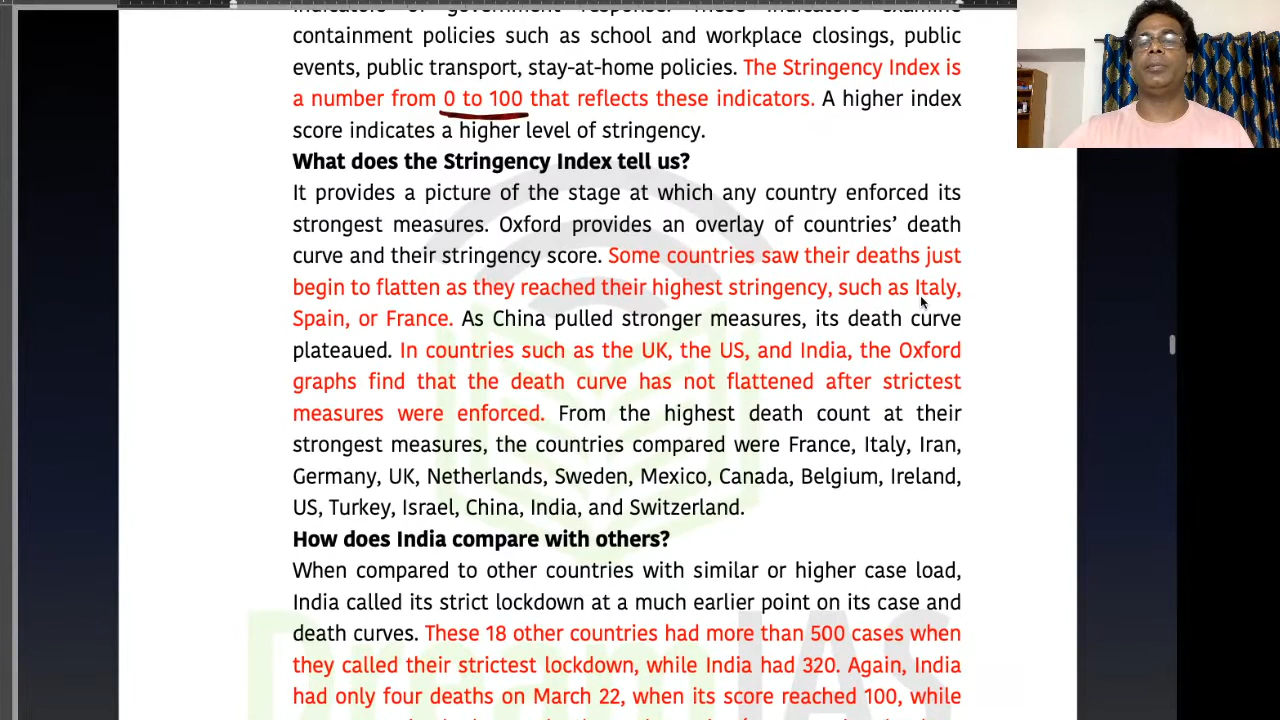 indicators of government response. These indicators examine
containment policies such as school and workplace closings, public
events, public transport, stay-at-home policies. The Stringency Index is
a number from 0 to 100 that reflects these indicators. A higher index
score indicates a higher level of stringency.
What does the Stringency Index tell us?
It provides a picture of the stage at which any country enforced its
strongest measures. Oxford provides an overlay of countries’ death
curve and their stringency score. Some countries saw their deaths just
begin to flatten as they reached their highest stringency, such as Italy,
Spain, or France. As China pulled stronger measures, its death curve
plateaued. In countries such as the UK, the US, and India, the Oxford
graphs find that the death curve has not flattened after strictest
measures were enforced. From the highest death count at their
strongest measures, the countries compared were France, Italy, Iran,
Germany, UK, Netherlands, Sweden, Mexico, Canada, Belgium, Ireland,
US, Turkey, Israel, China, India, and Switzerland.
How does India compare with others?
When compared to other countries with similar or higher case load,
India called its strict lockdown at a much earlier point on its case and
death curves. These 18 other countries had more than 500 cases when
they called their strictest lockdown, while India had 320. Again, India
had only four deaths on March 22, when its score reached 100, while
DreamIAS